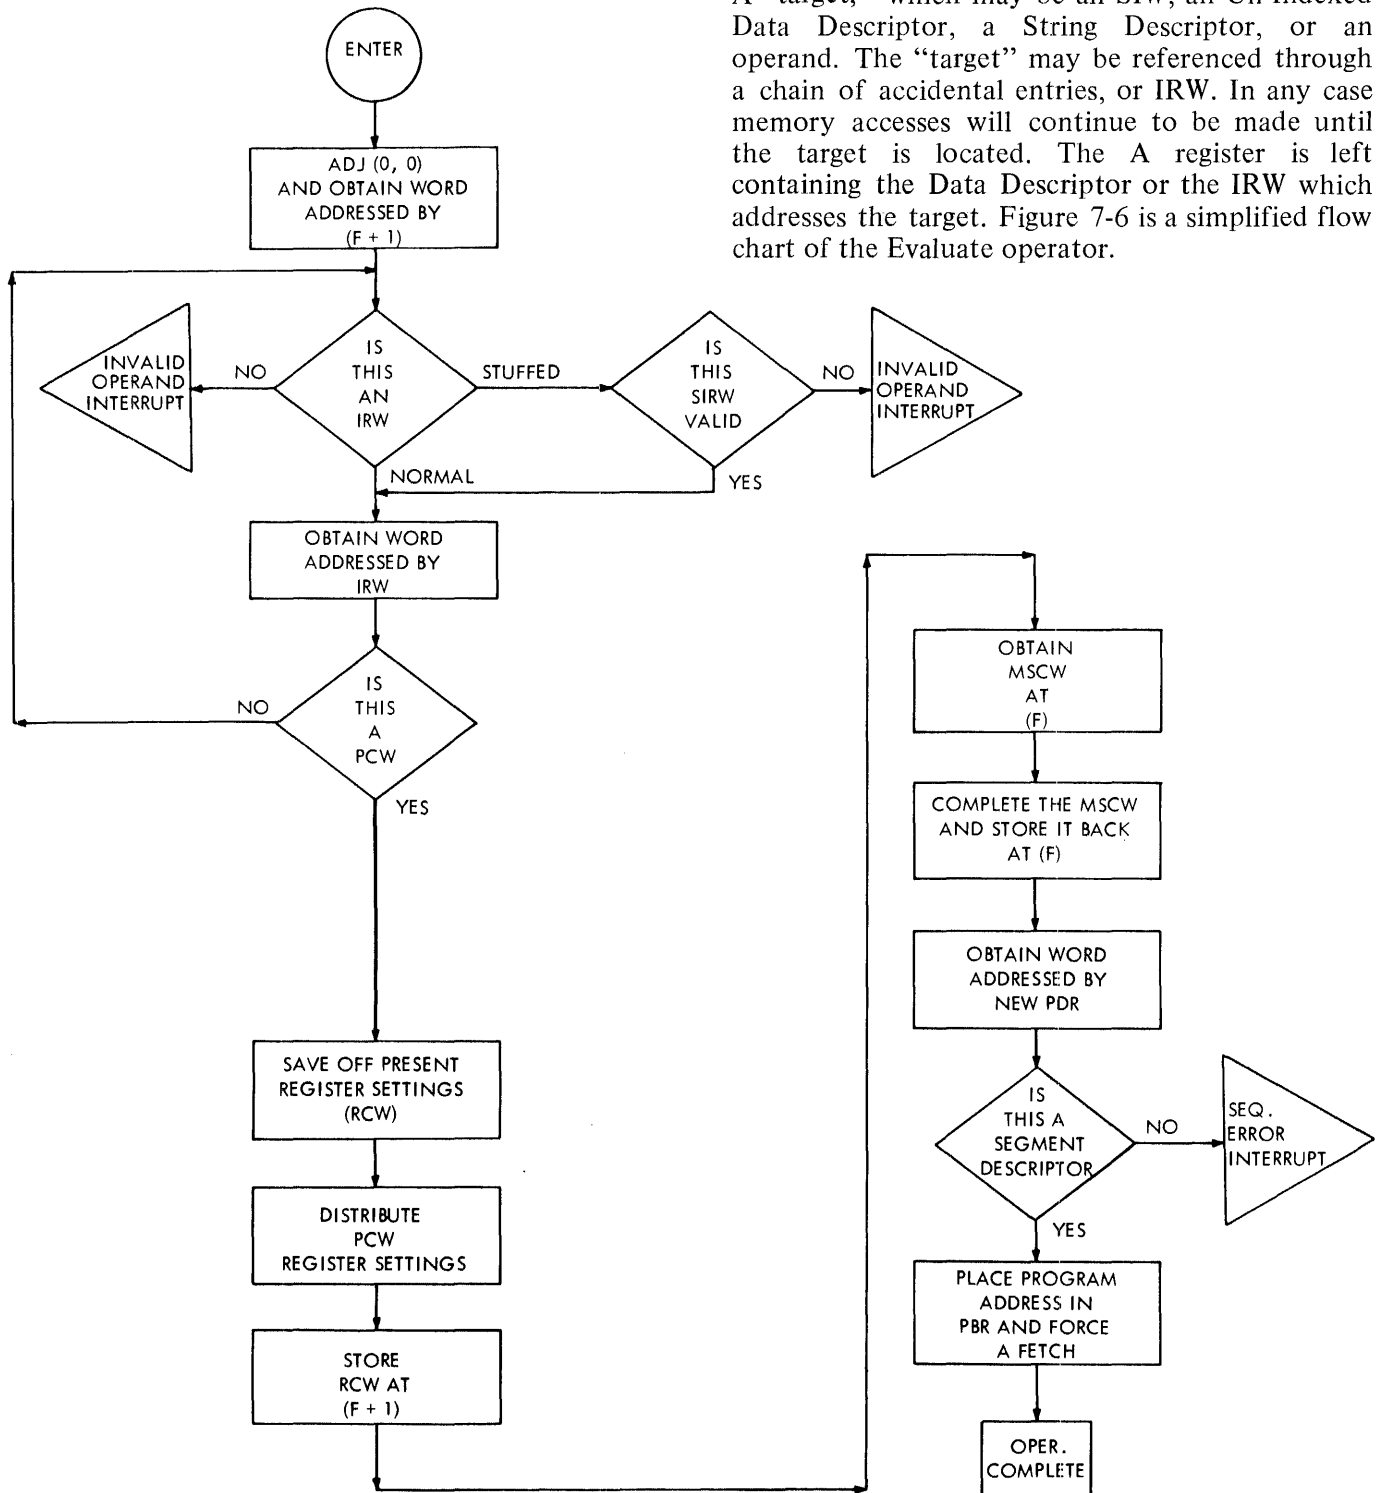 A "target," which may be an SIW, an Un-Indexed
Data Descriptor, a String Descriptor, or an
operand. The "target" may be referenced through
a chain of accidental entries, or IRW. In any case
memory accesses will continue to be made until
the target is located. The A register is left
containing the Data Descriptor or the IRW which
addresses the target. Figure 7-6 is a simplified flow
chart of the Evaluate operator.
ENTER
ADJ (0, 0)
AND OBTAIN WORD
ADDRESSED BY
(F + 1)
IS
THIS
AN
IRW
NO
INVALID
OPERAND
INTERRUPT
STUFFED
IS
THIS
SIRW
VALID
NO
INVALID
OPERAND
INTERRUPT
YES
NORMAL
OBTAIN WORD
ADDRESSED BY
IRW
IS
THIS
A
PCW
NO
YES
SAVE OFF PRESENT
REGISTER SETTINGS
(RCW)
DISTRIBUTE
PCW
REGISTER SETTINGS
STORE
RCW AT
(F + 1)
OBTAIN
MSCW
AT
(F)
COMPLETE THE MSCW
AND STORE IT BACK
AT (F)
OBTAIN WORD
ADDRESSED BY
NEW PDR
IS
THIS A
SEGMENT
DESCRIPTOR
NO
SEQ.
ERROR
INTERRUPT
YES
PLACE PROGRAM
ADDRESS IN
PBR AND FORCE
A FETCH
OPER.
COMPLETE